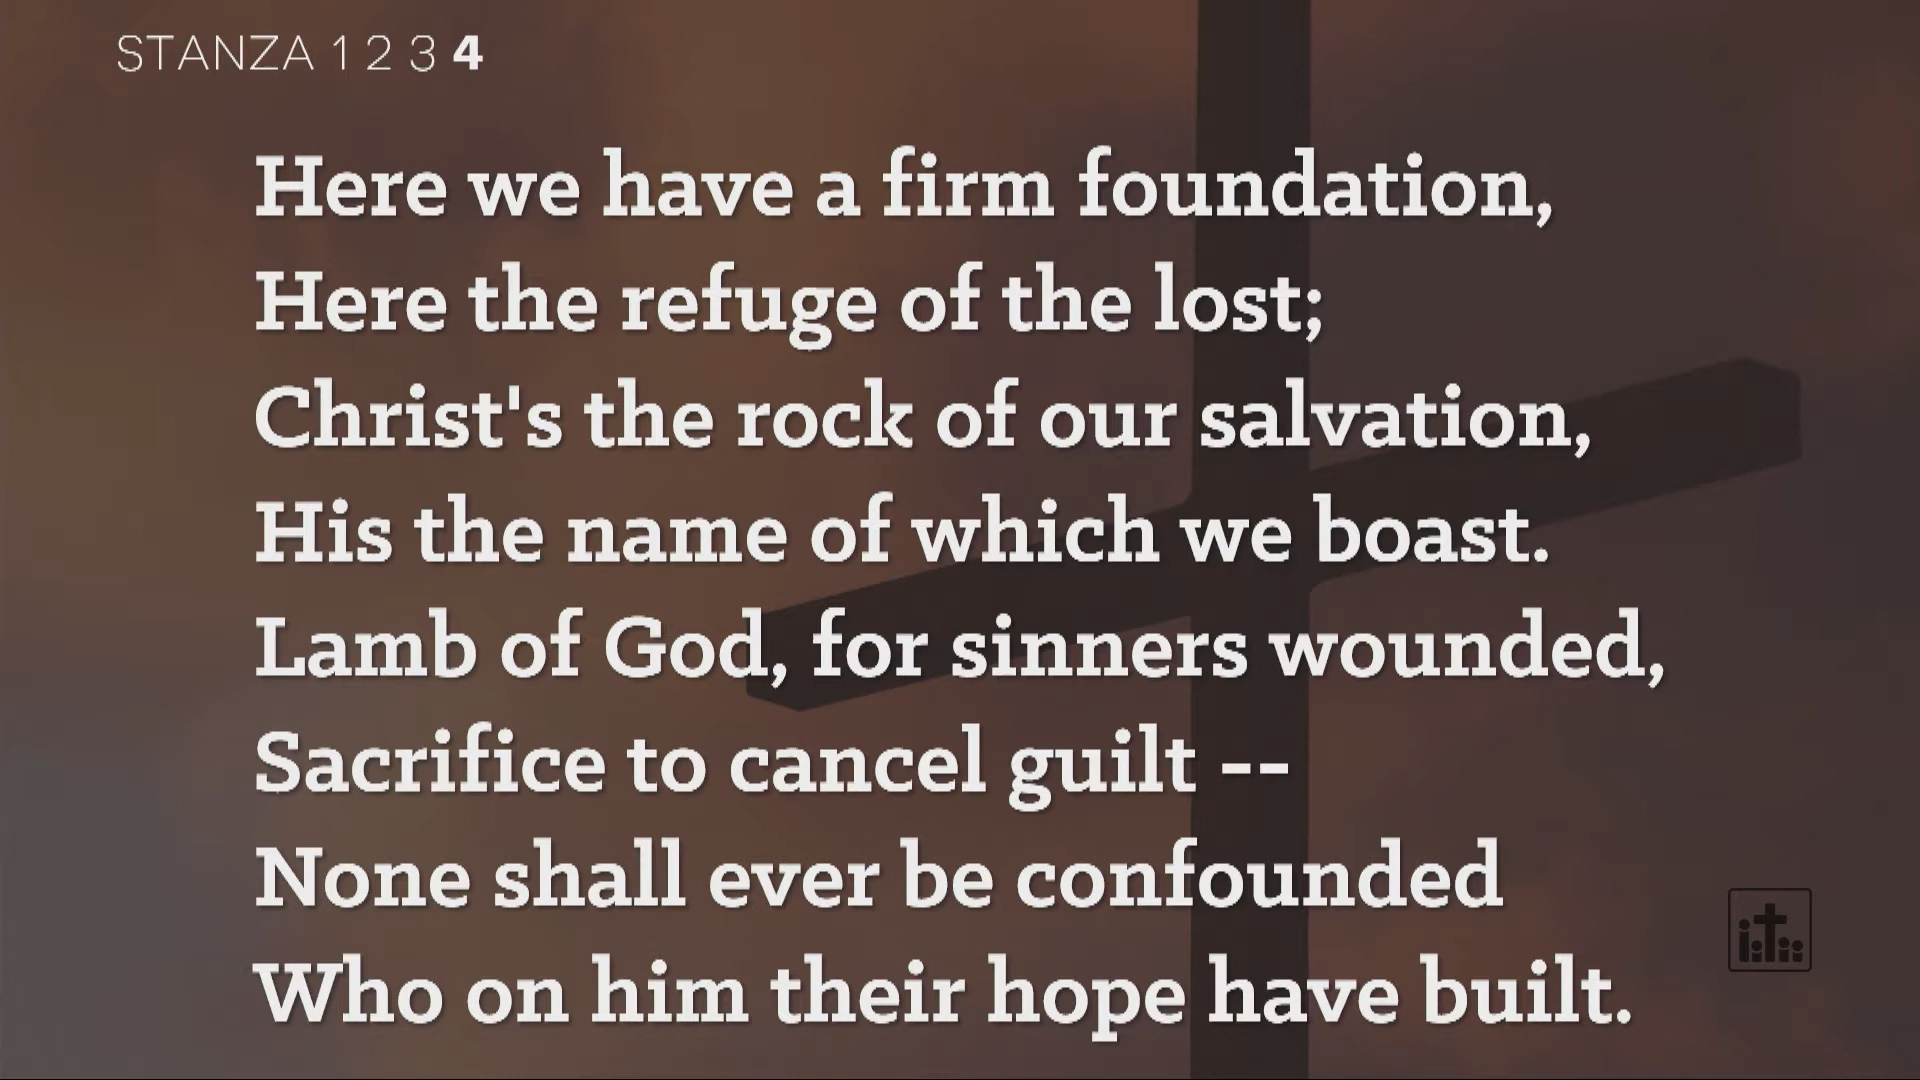 STANZA 1 2 3 4
Here we have a firm foundation,
Here the refuge of the lost;
Christ's the rock of our salvation,
His the name of which we boast.
Lamb of God, for sinners wounded,
Sacrifice to cancel guilt --
None shall ever be confounded
Who on him their hope have built.